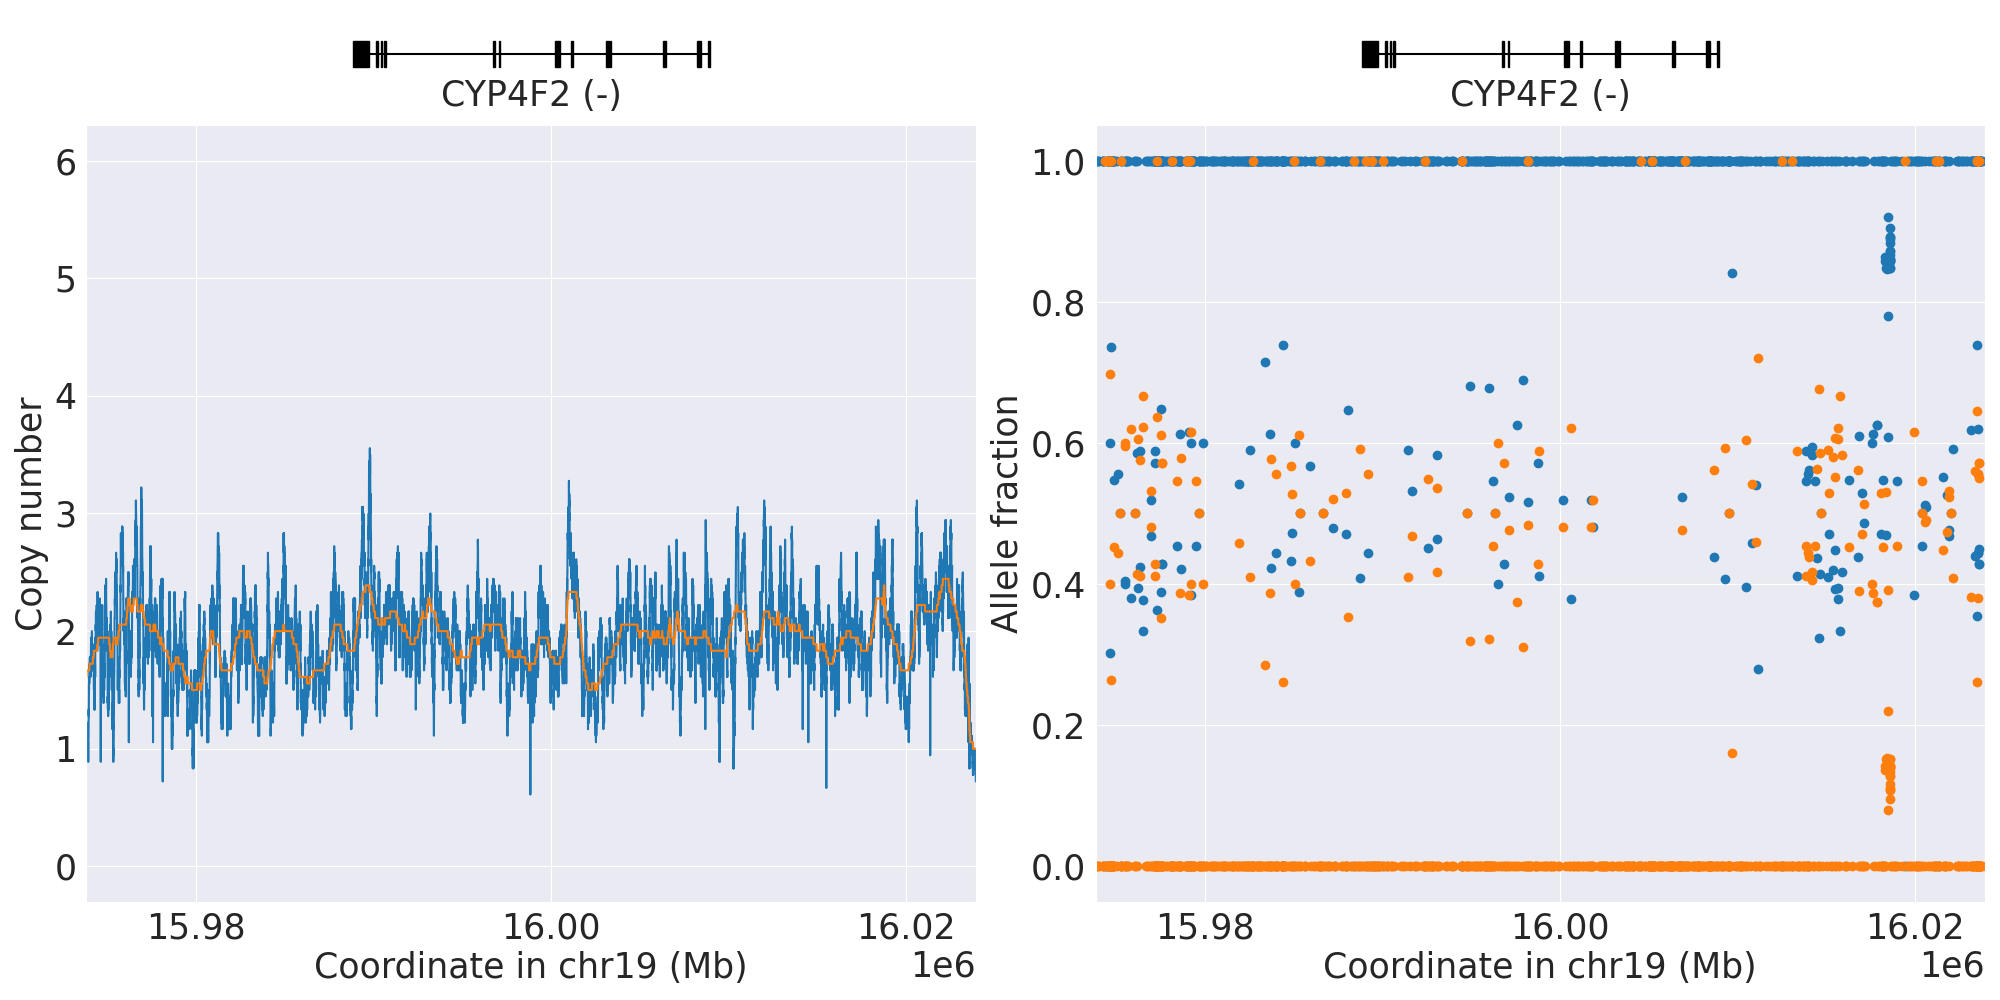 CYP4F2 (-)
Copy number
6
5
4
3
2
1
0
15.98
16.00
16.02
Coordinate in chr19 (Mb)
1e6
CYP4F2 (-)
Allele fraction
1.0
0.8
0.6
0.4
0.2
0.0
15.98
16.00
16.02
Coordinate in chr19 (Mb)
1e6